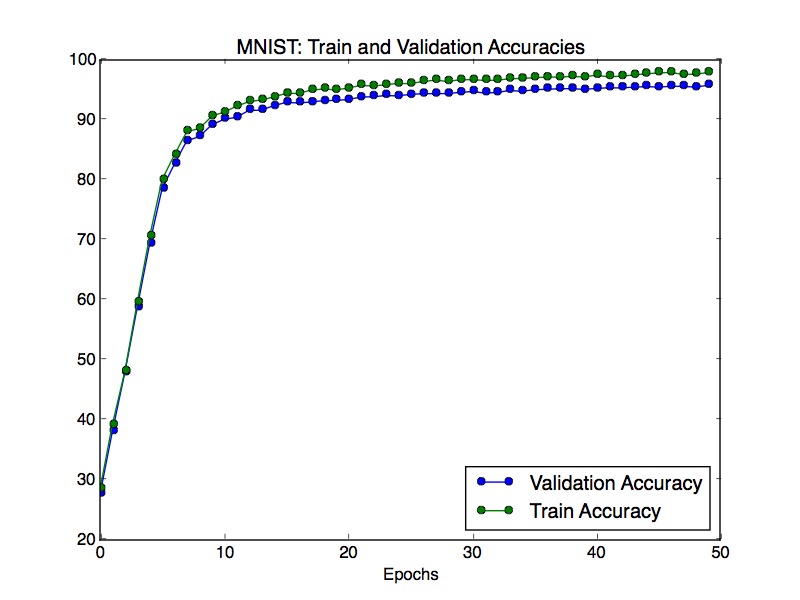 MNIST: Train and Validation Accuracies
100
90
80
70
60
50
40
30
20
Validation Accuracy
Train Accuracy
0 10 20 30 40 50
Epochs